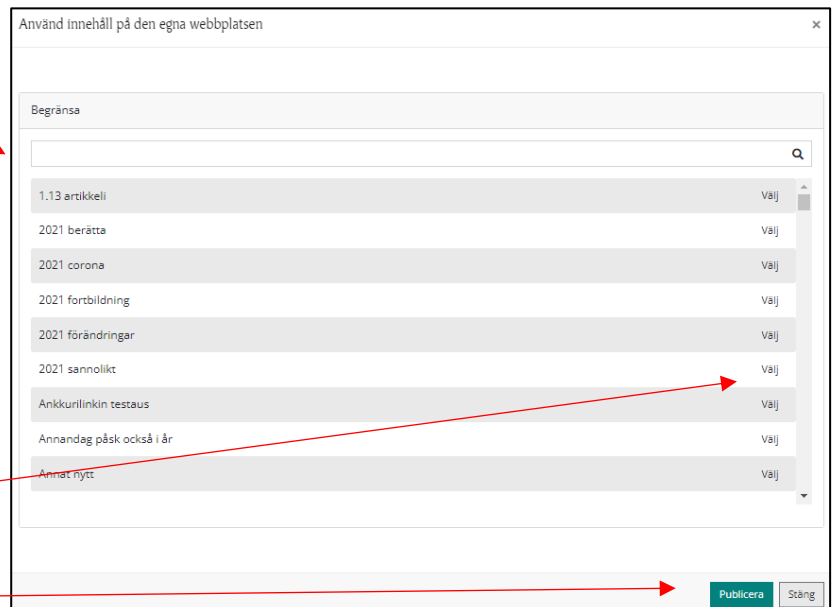 Använd innehåll på den egna webbplatsen ×
Begränsa
1.13 artikkeli Välj
2021 berätta Välj
2021 corona Välj
2021 fortbildning Välj
2021 förändringar Välj
2021 sannolikt Välj
Ankkurilinkin testaus Välj
Annandag påsk också i år Välj
Annat nytt Välj
Publicera Stäng